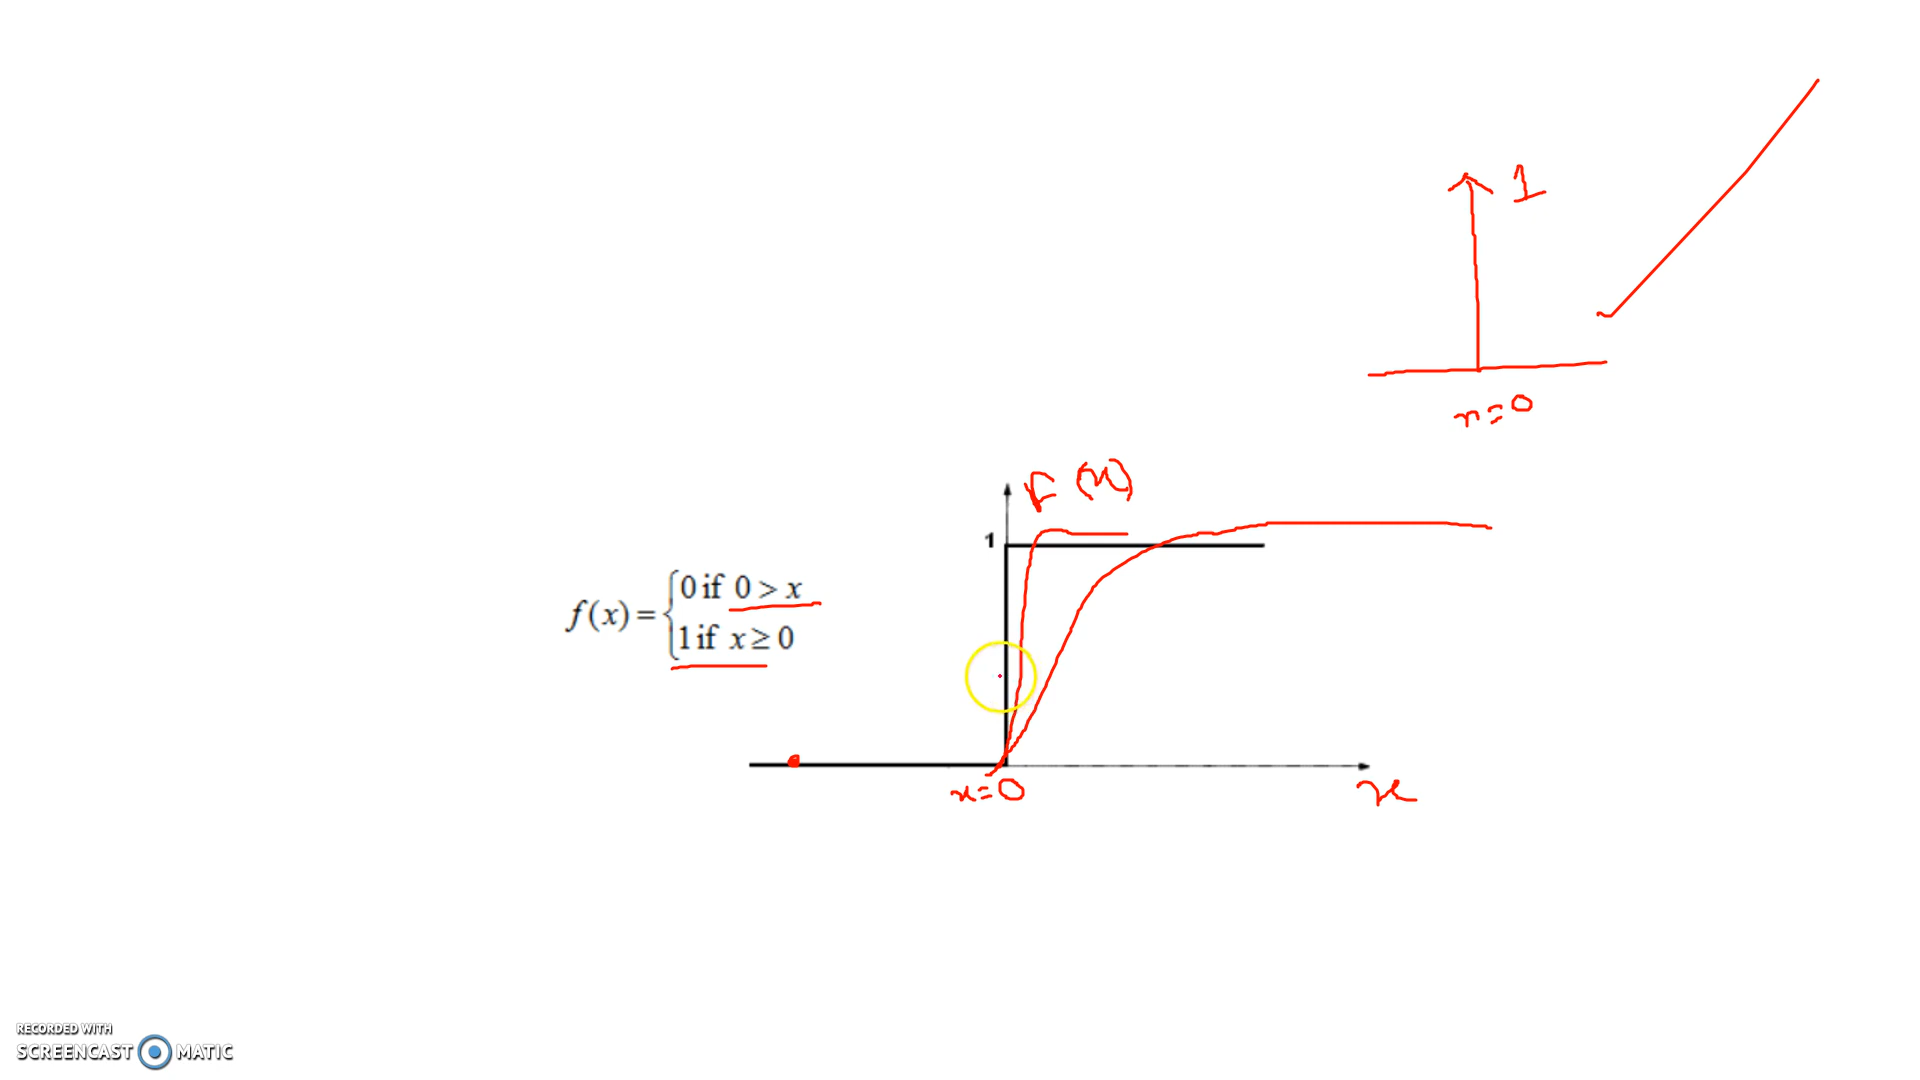 1
n=0
F(x)
1
f(x) = { 0 if 0 > x
1 if x ≥ 0
x=0
x
RECORDED WITH
SCREENCAST MATIC